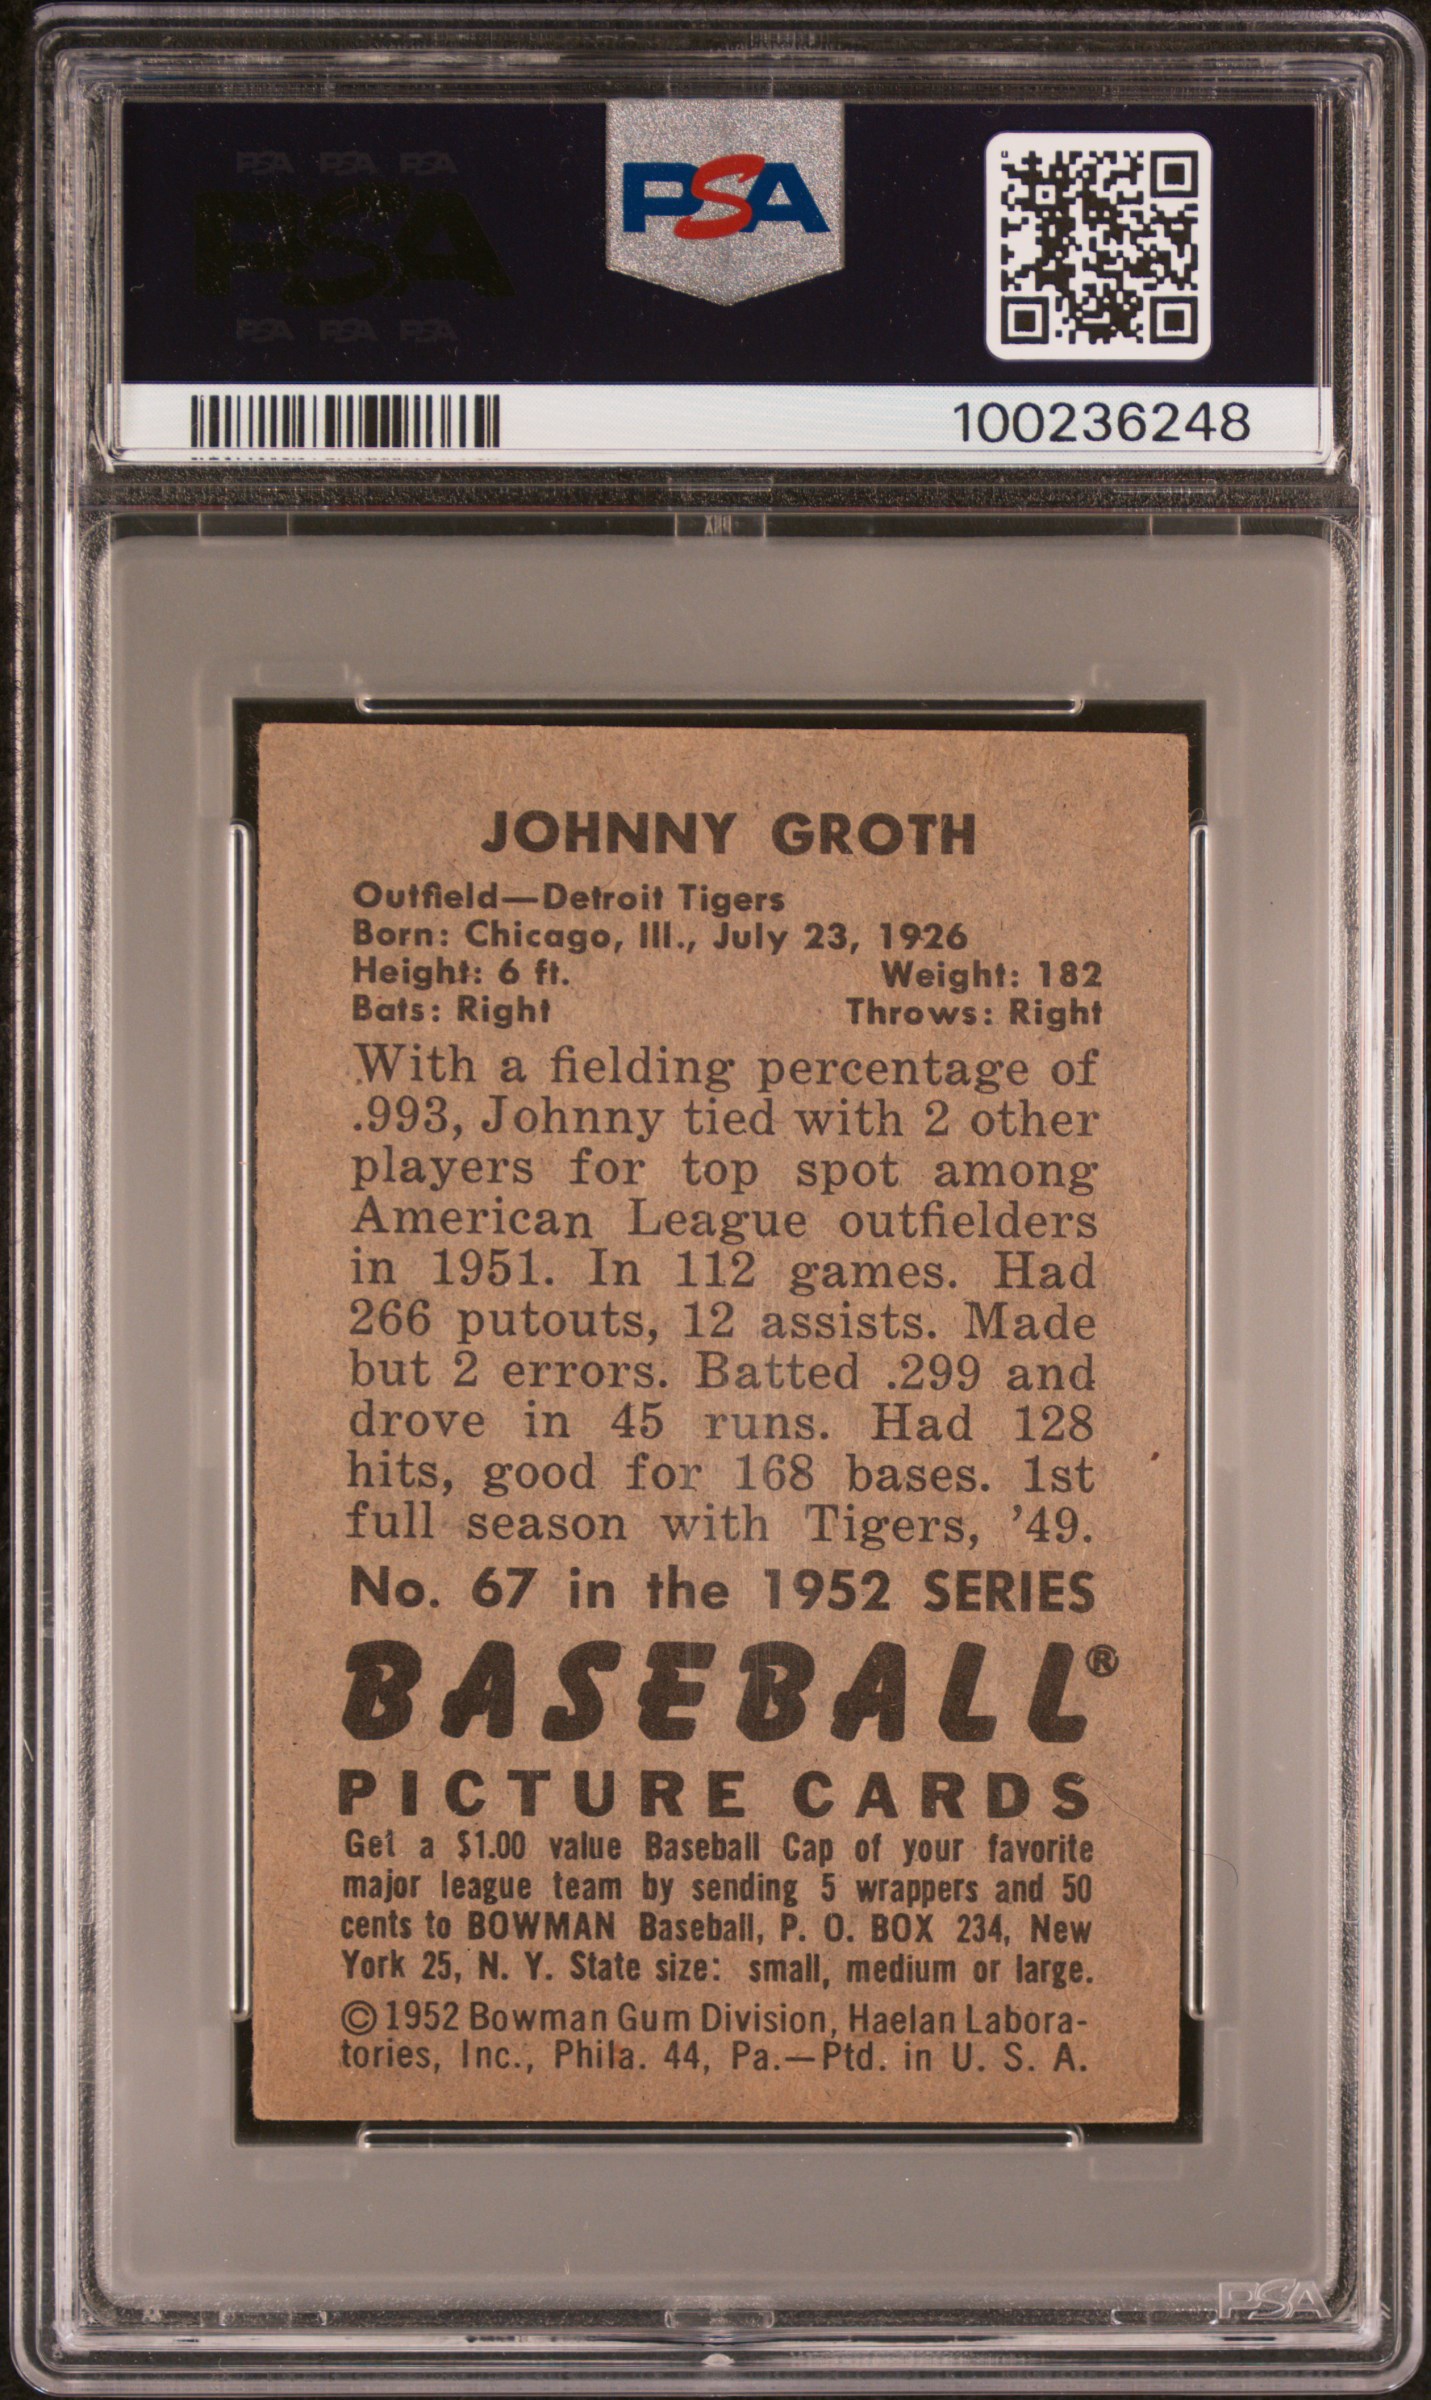 PSA PSA PSA
PSA
PSA PSA PSA
PSA
100236248
JOHNNY GROTH
Outfield—Detroit Tigers
Born: Chicago, Ill., July 23, 1926
Height: 6 ft. Weight: 182
Bats: Right Throws: Right
With a fielding percentage of
.993, Johnny tied with 2 other
players for top spot among
American League outfielders
in 1951. In 112 games. Had
266 putouts, 12 assists. Made
but 2 errors. Batted .299 and
drove in 45 runs. Had 128
hits, good for 168 bases. 1st
full season with Tigers, ’49.
No. 67 in the 1952 SERIES
BASEBALL®
PICTURE CARDS
Get a $1.00 value Baseball Cap of your favorite
major league team by sending 5 wrappers and 50
cents to BOWMAN Baseball, P. O. BOX 234, New
York 25, N. Y. State size: small, medium or large.
©1952 Bowman Gum Division, Haelan Labora-
tories, Inc., Phila. 44, Pa.—Ptd. in U. S. A.
PSA